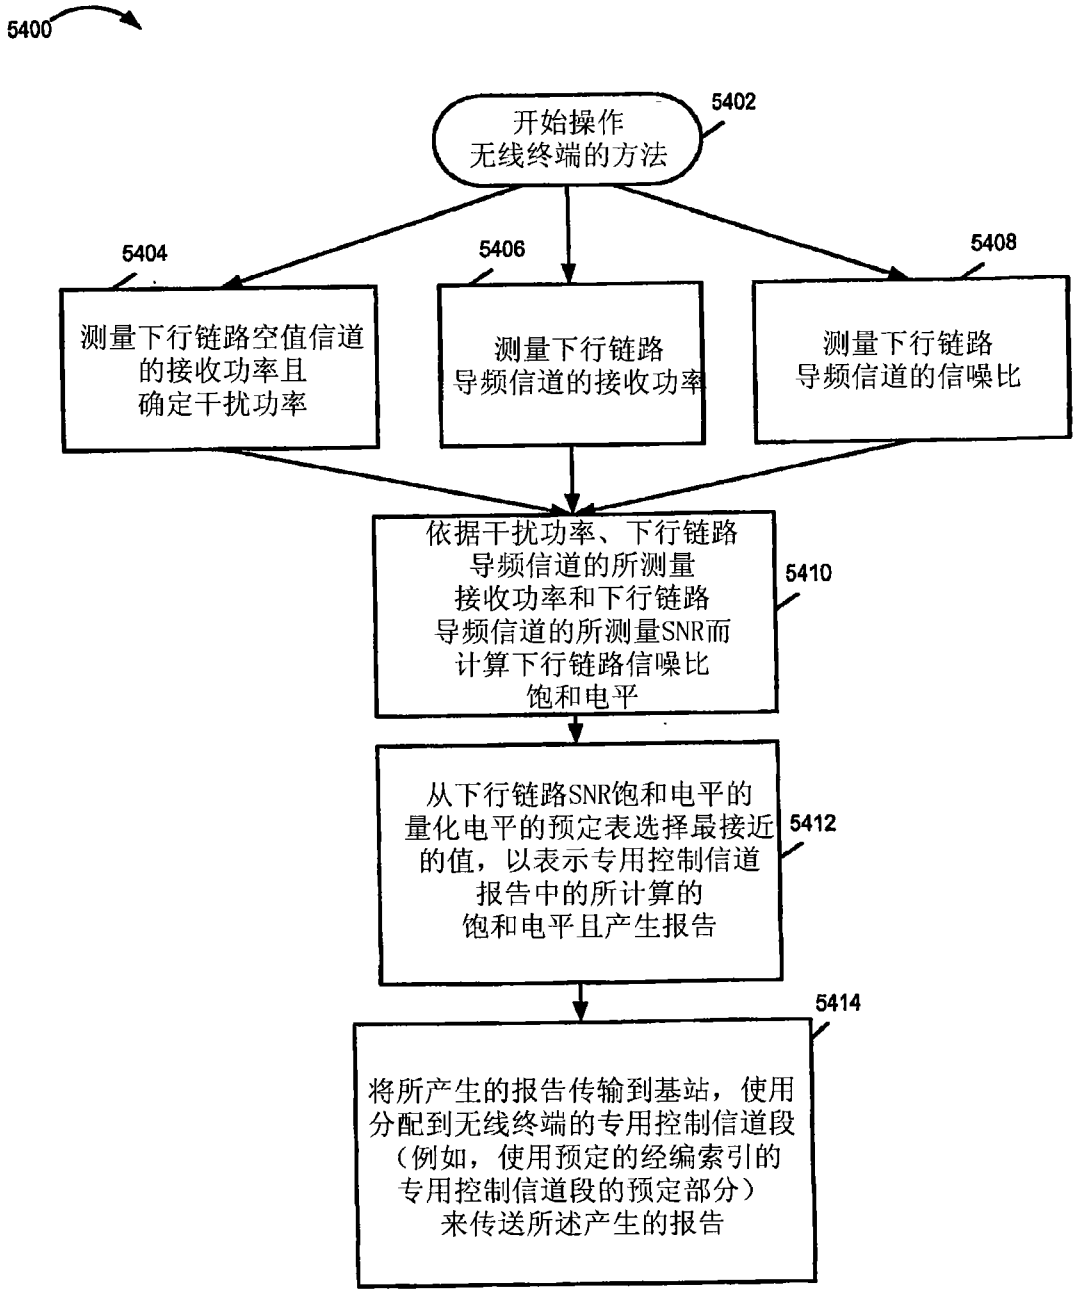 5400
5402
开始操作
无线终端的方法
5404
测量下行链路空值信道
的接收功率且
确定干扰功率
5406
测量下行链路
导频信道的接收功率
5408
测量下行链路
导频信道的信噪比
依据干扰功率、下行链路
导频信道的所测量
接收功率和下行链路
导频信道的所测量SNR而
计算下行链路信噪比
饱和电平
5410
从下行链路SNR饱和电平的
量化电平的预定表选择最接近
的值，以表示专用控制信道
报告中的所计算的
饱和电平且产生报告
5412
5414
将所产生的报告传输到基站，使用
分配到无线终端的专用控制信道段
（例如，使用预定的经编索引的
专用控制信道段的预定部分）
来传送所述产生的报告